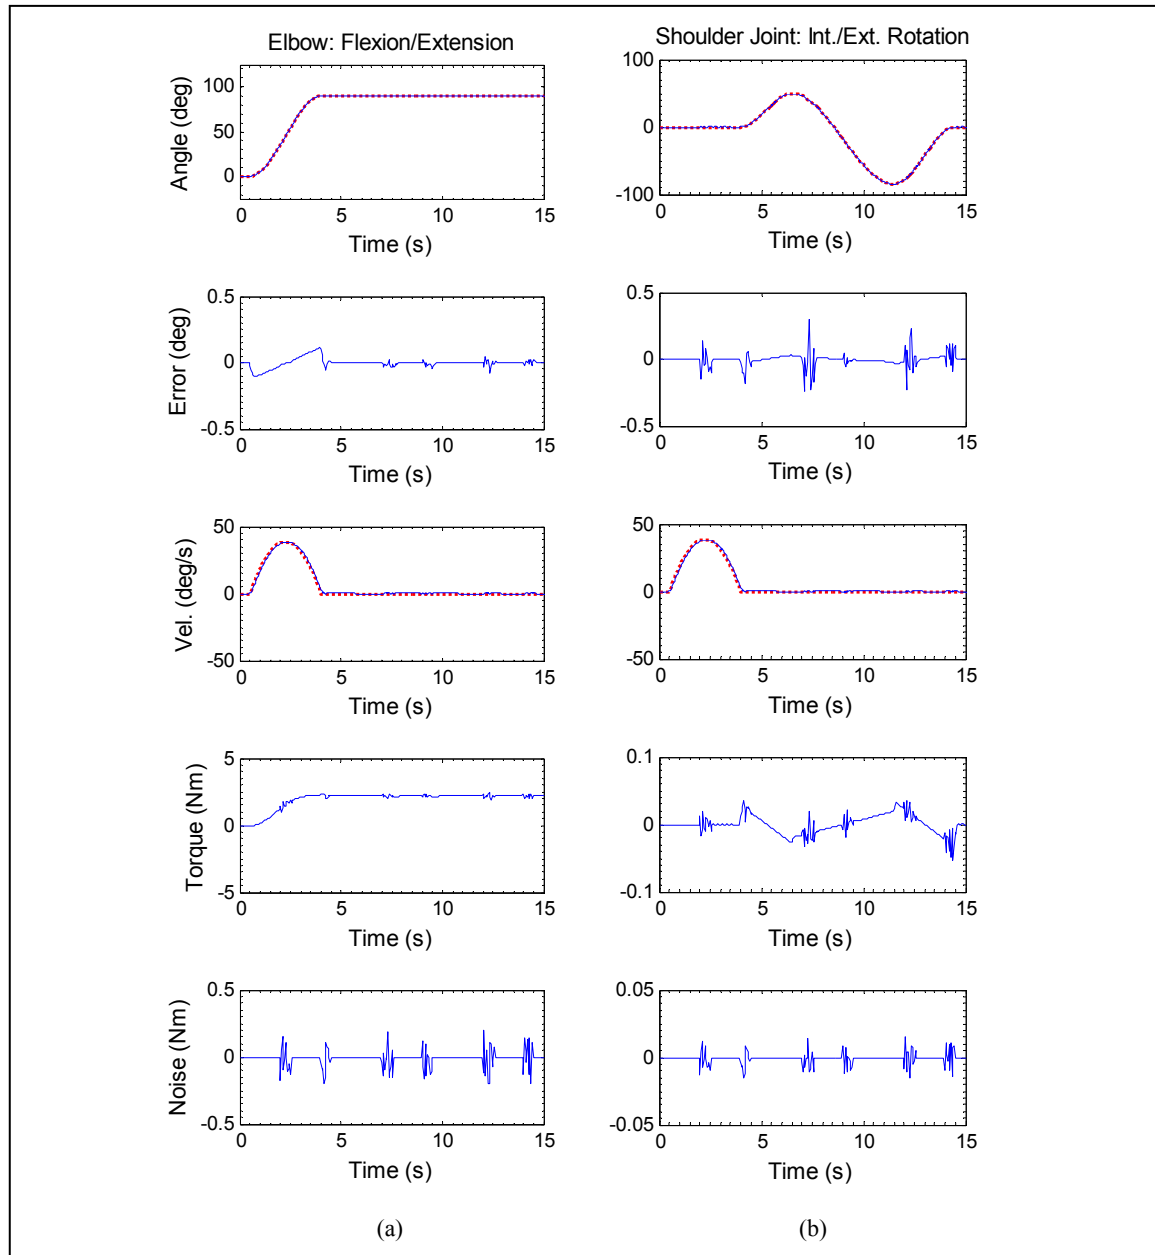 Elbow: Flexion/Extension
Angle (deg)
100
50
0
0 5 10 15
Time (s)
Shoulder Joint: Int./Ext. Rotation
100
0
-100
0 5 10 15
Time (s)
Error (deg)
0.5
0
-0.5
0 5 10 15
Time (s)
0.5
0
-0.5
0 5 10 15
Time (s)
Vel. (deg/s)
50
0
-50
0 5 10 15
Time (s)
50
0
-50
0 5 10 15
Time (s)
Torque (Nm)
5
0
-5
0 5 10 15
Time (s)
0.1
0
-0.1
0 5 10 15
Time (s)
Noise (Nm)
0.5
0
-0.5
0 5 10 15
Time (s)
0.05
0
-0.05
0 5 10 15
Time (s)
(a)
(b)